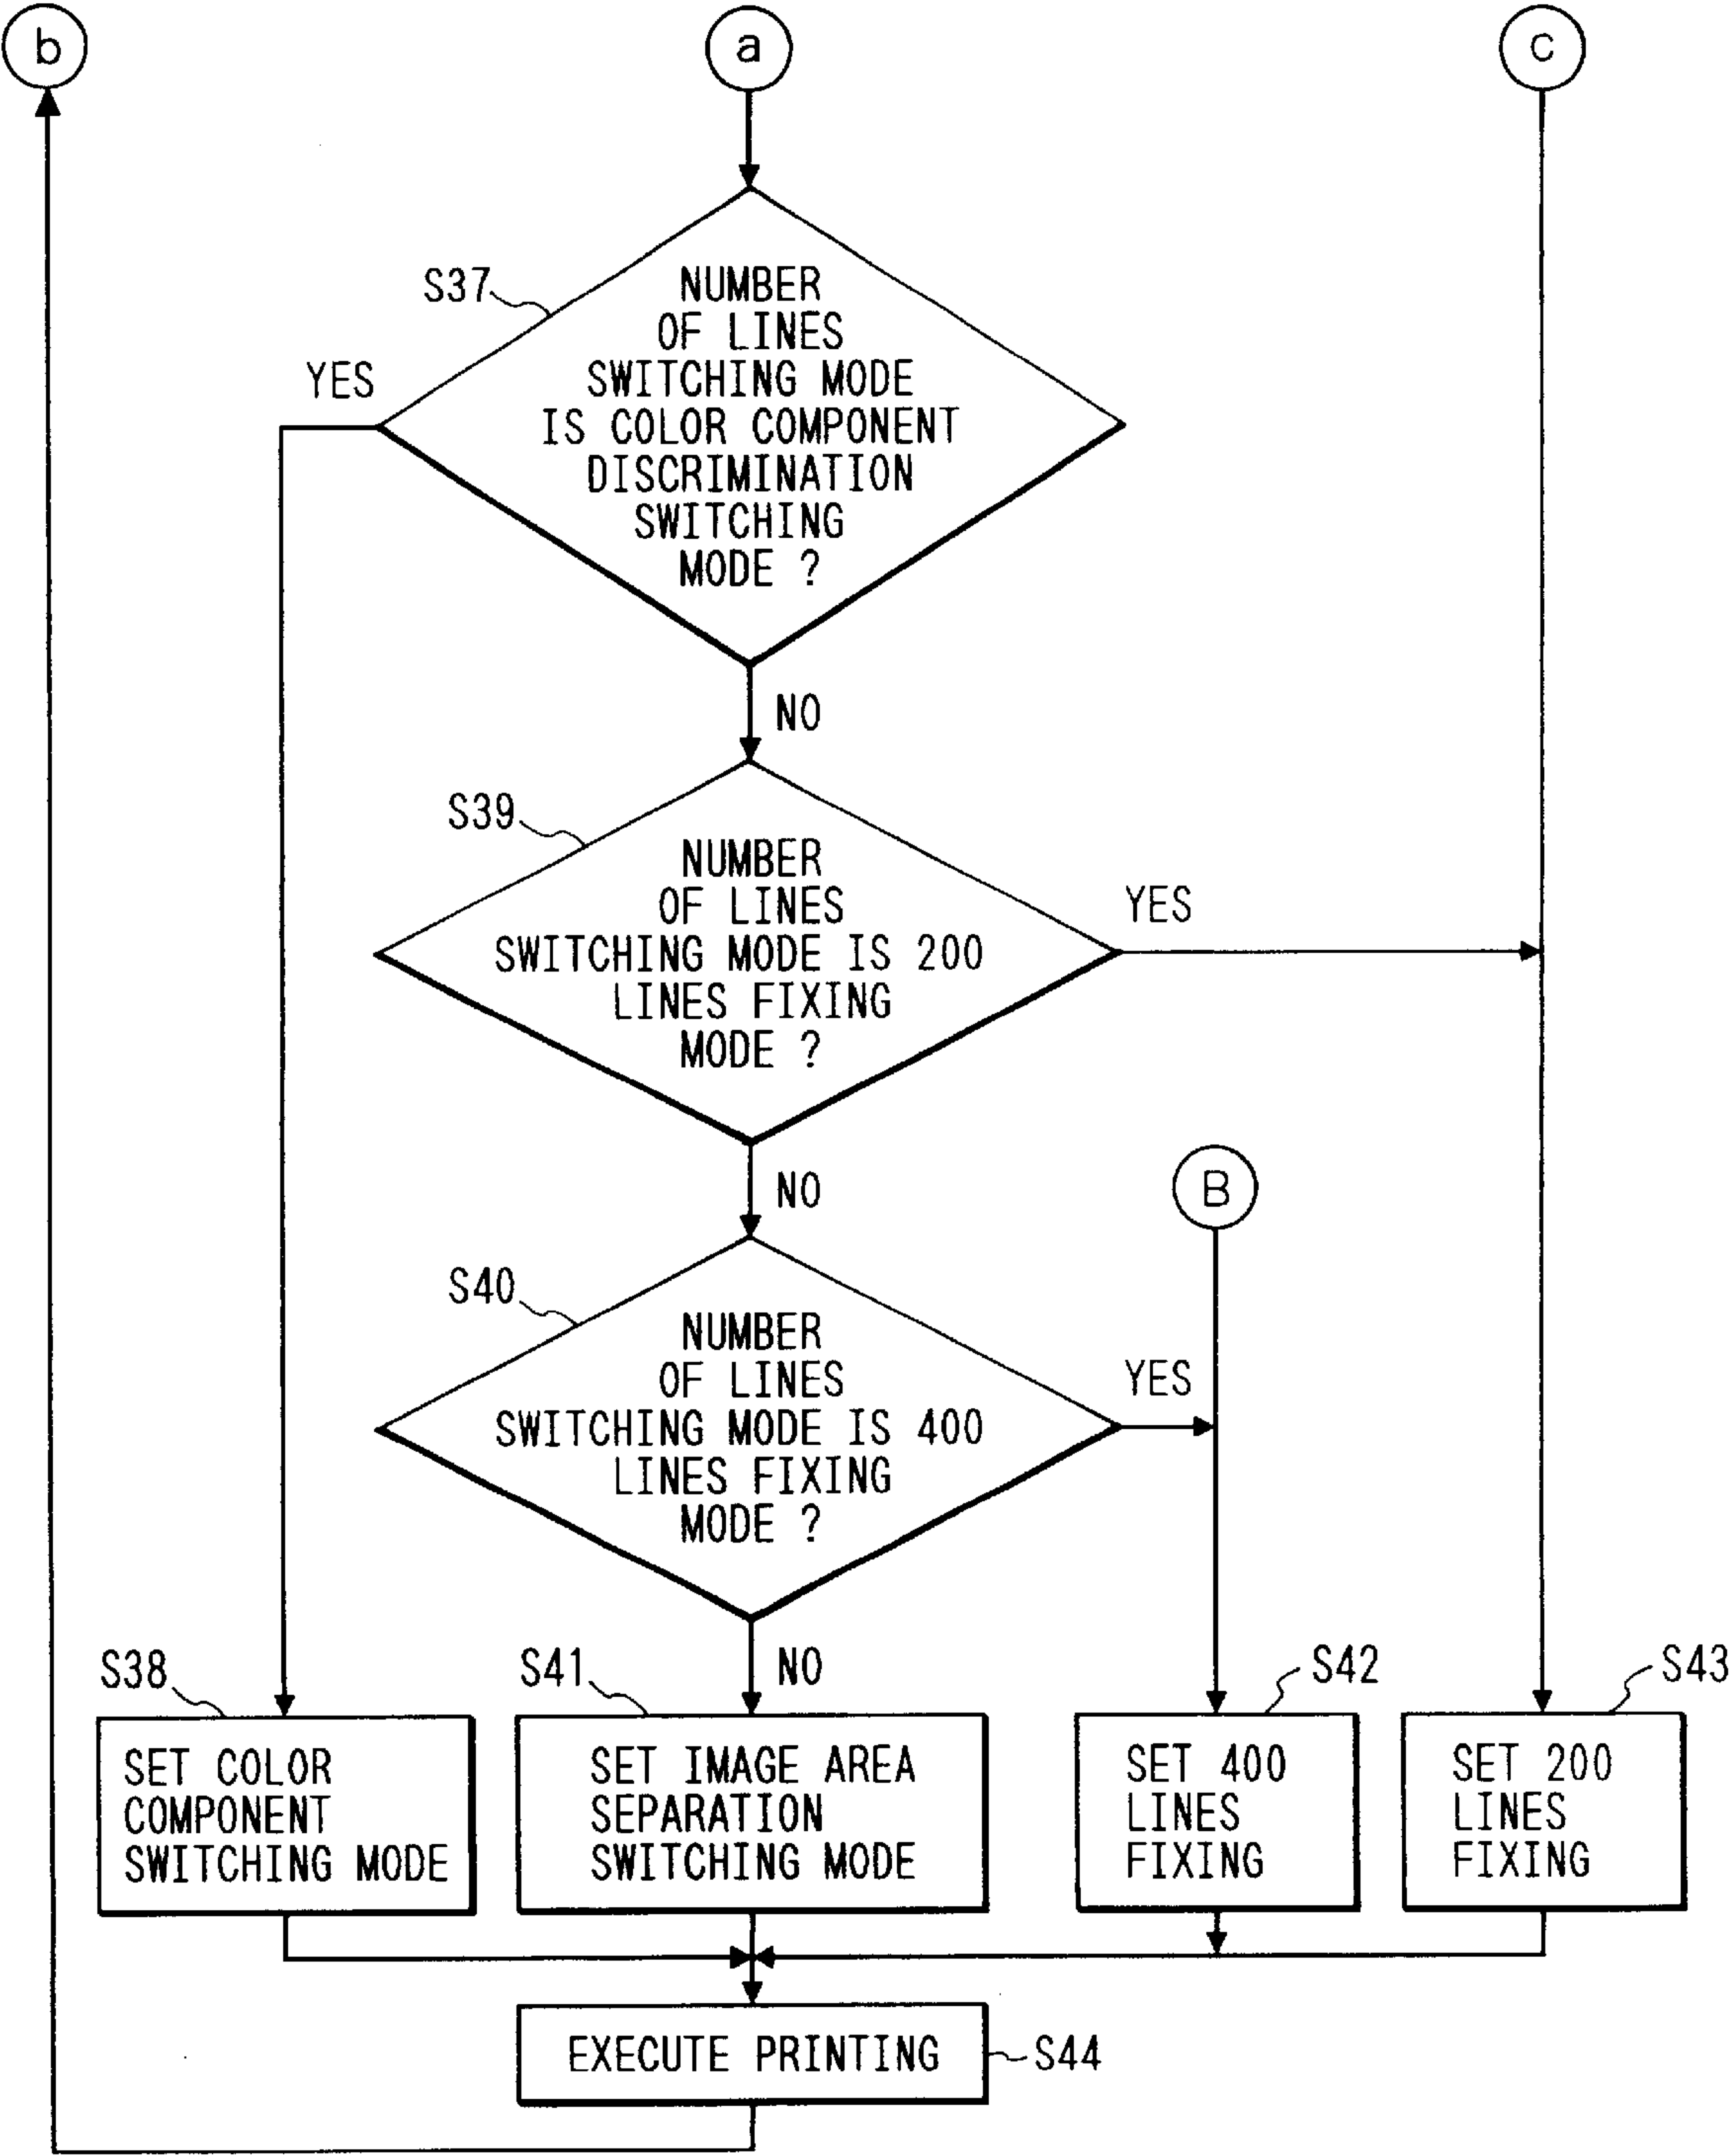 b
a
c
S37
NUMBER
OF LINES
SWITCHING MODE
IS COLOR COMPONENT
DISCRIMINATION
SWITCHING
MODE ?
YES
NO
S39
NUMBER
OF LINES
SWITCHING MODE IS 200
LINES FIXING
MODE ?
YES
NO
B
S40
NUMBER
OF LINES
SWITCHING MODE IS 400
LINES FIXING
MODE ?
YES
NO
S38
SET COLOR
COMPONENT
SWITCHING MODE
S41
SET IMAGE AREA
SEPARATION
SWITCHING MODE
S42
SET 400
LINES
FIXING
S43
SET 200
LINES
FIXING
EXECUTE PRINTING
S44